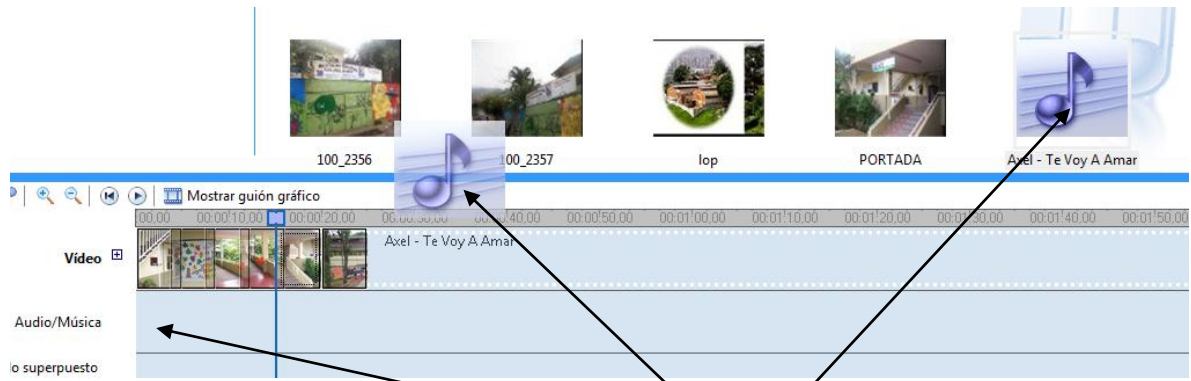 100_2356
100_2357
lop
PORTADA
Axel - Te Voy A Amar
Mostrar guión gráfico
00,00 00:00'10,00 00:00'20,00 00:00'40,00 00:00'50,00 00:01'00,00 00:01'10,00 00:01'20,00 00:01'40,00 00:01'50,00
Vídeo
Axel - Te Voy A Amar
Audio/Música
lo superpuesto